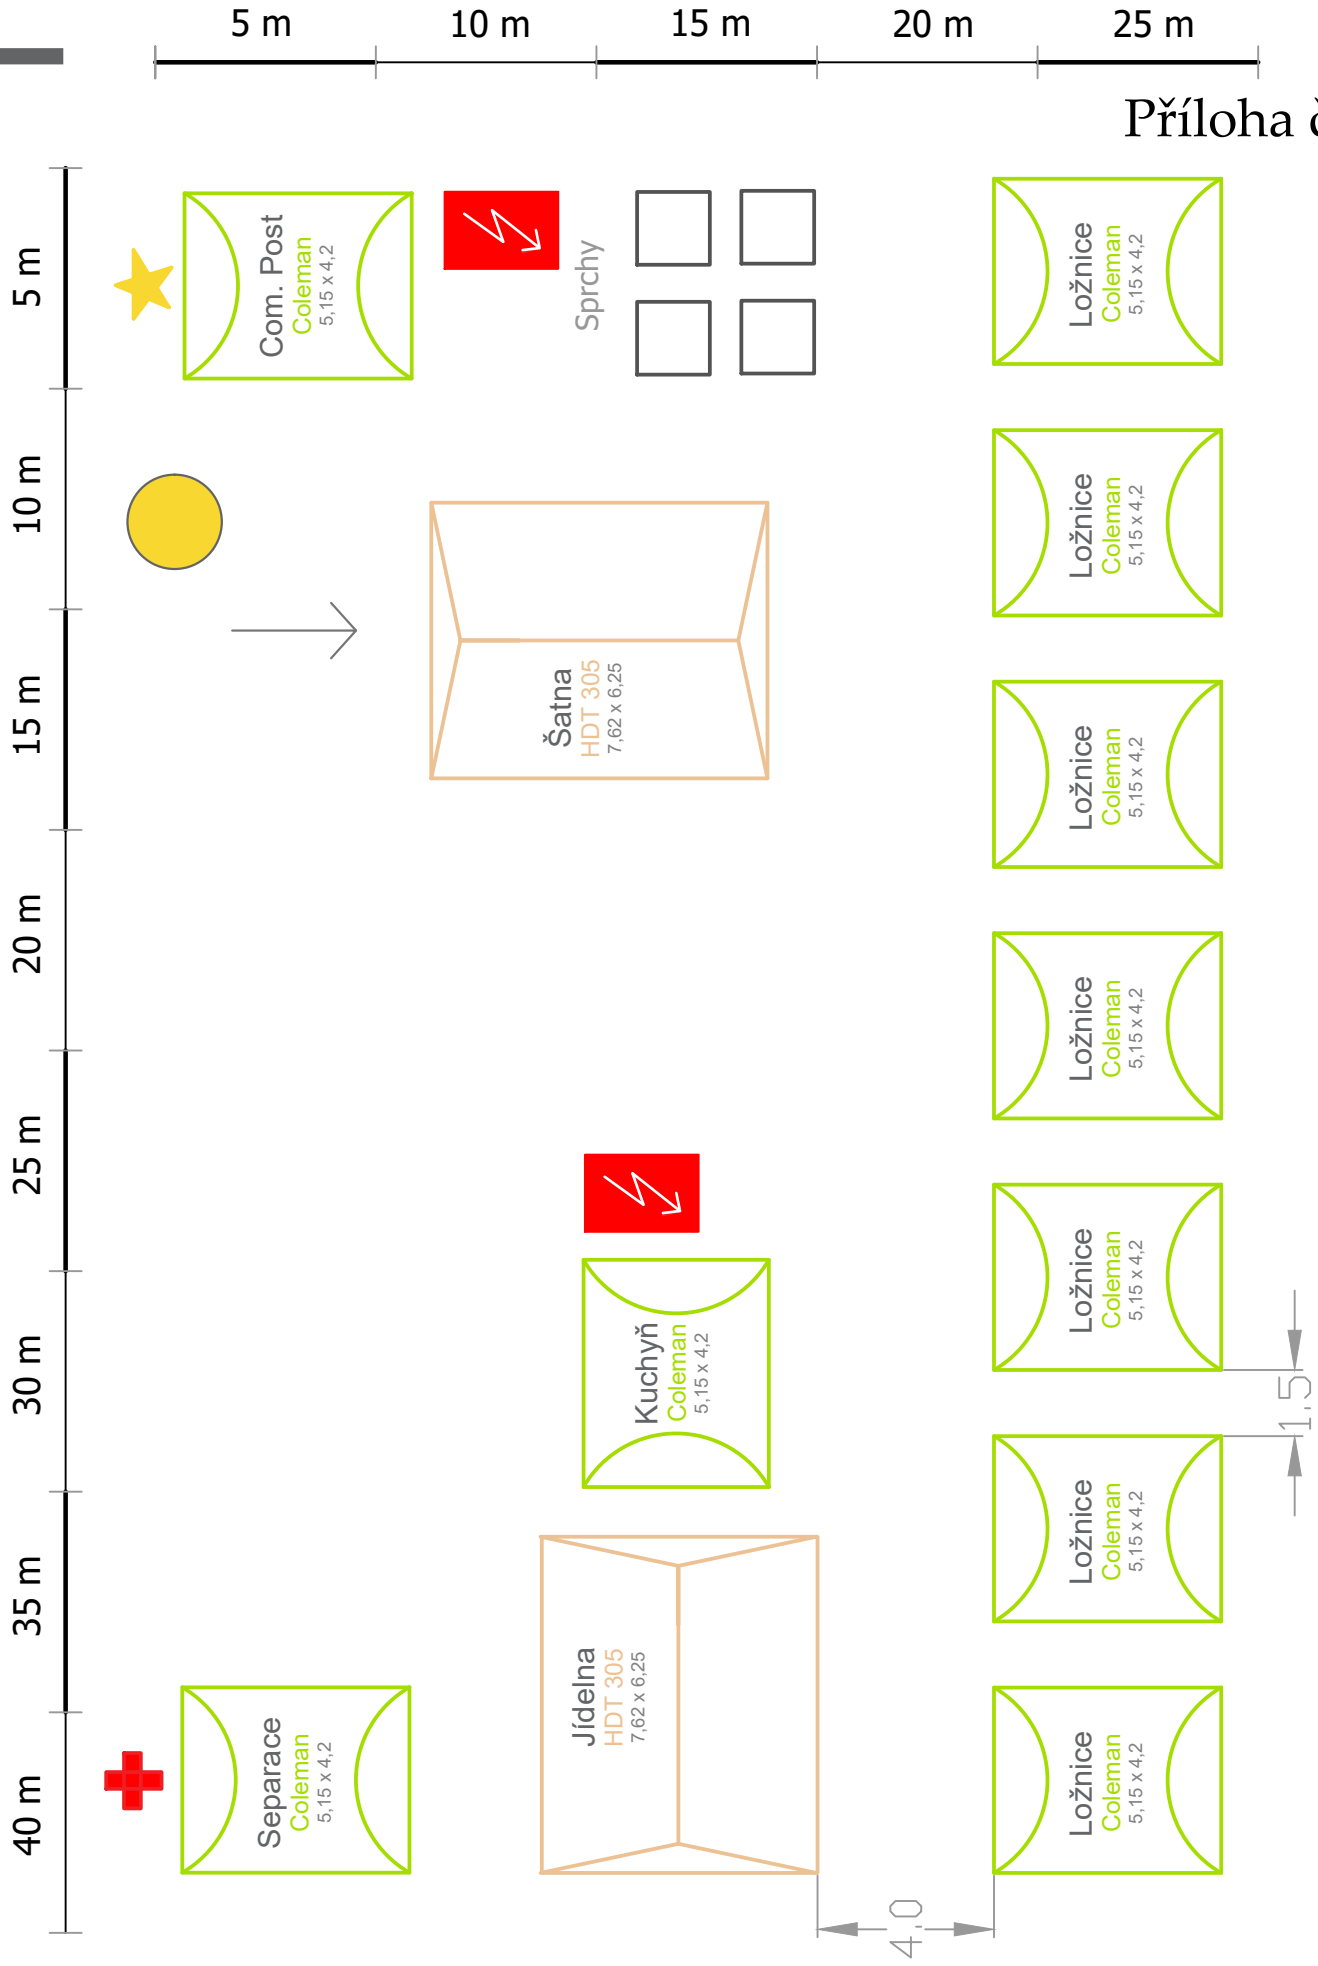 5 m
10 m
15 m
20 m
25 m
Příloha č
5 m
10 m
15 m
20 m
25 m
30 m
35 m
40 m
Com. Post
Coleman
5,15 x 4,2
Sprchy
Ložnice
Coleman
5,15 x 4,2
Ložnice
Coleman
5,15 x 4,2
Šatna
HDT 305
7,62 x 6,25
Ložnice
Coleman
5,15 x 4,2
Ložnice
Coleman
5,15 x 4,2
Ložnice
Coleman
5,15 x 4,2
Kuchyň
Coleman
5,15 x 4,2
1,5
Ložnice
Coleman
5,15 x 4,2
Separace
Coleman
5,15 x 4,2
Jídelna
HDT 305
7,62 x 6,25
Ložnice
Coleman
5,15 x 4,2
4,0